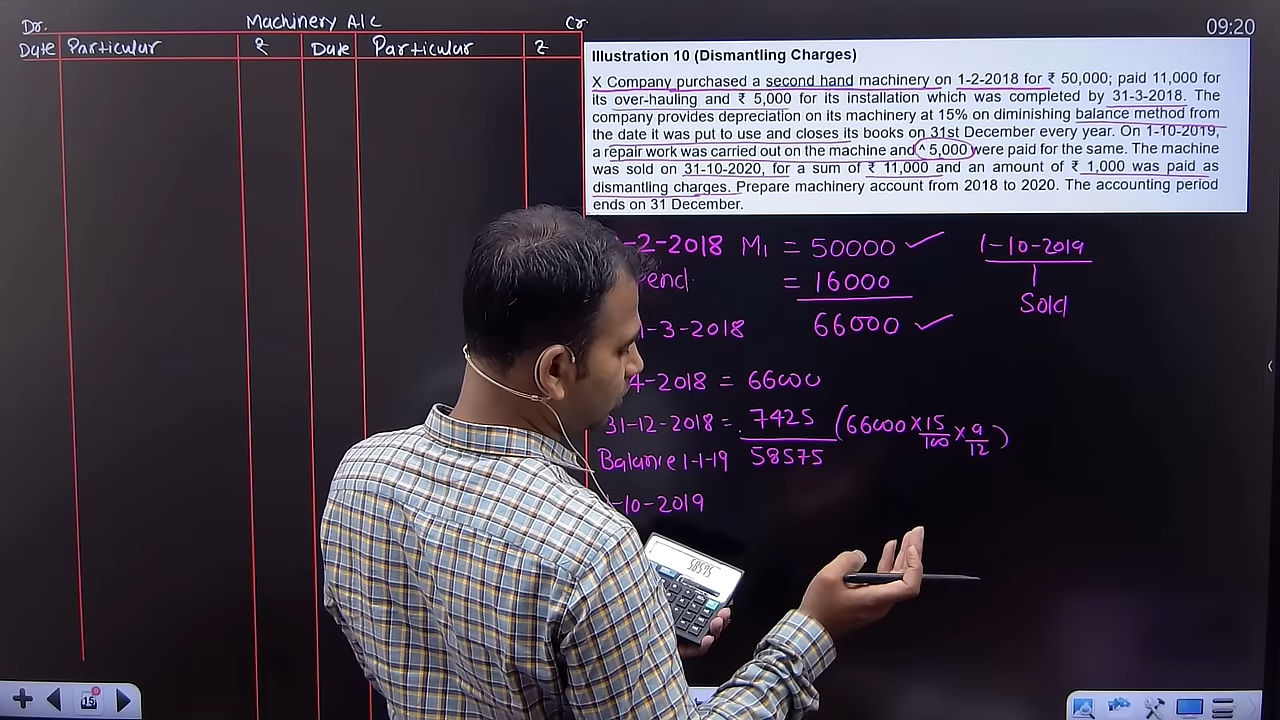 Dr. Machinery A/c Cr.
Date Particular ₹ Date Particular ₹
09:20
Illustration 10 (Dismantling Charges)
X Company purchased a second hand machinery on 1-2-2018 for ₹ 50,000; paid 11,000 for
its over-hauling and ₹ 5,000 for its installation which was completed by 31-3-2018. The
company provides depreciation on its machinery at 15% on diminishing balance method from
the date it was put to use and closes its books on 31st December every year. On 1-10-2019,
a repair work was carried out on the machine and ^ 5,000 were paid for the same. The machine
was sold on 31-10-2020, for a sum of ₹ 11,000 and an amount of ₹ 1,000 was paid as
dismantling charges. Prepare machinery account from 2018 to 2020. The accounting period
ends on 31 December.
-2-2018 M1 = 50000 ✓
end = 16000
66000 ✓
1-10-2019
Sold
-3-2018
4-2018 = 66000
31-12-2018 = 7425 (66000 × 15/100 × 9/12)
Balance 1-1-19 58575
-10-2019
58575
15